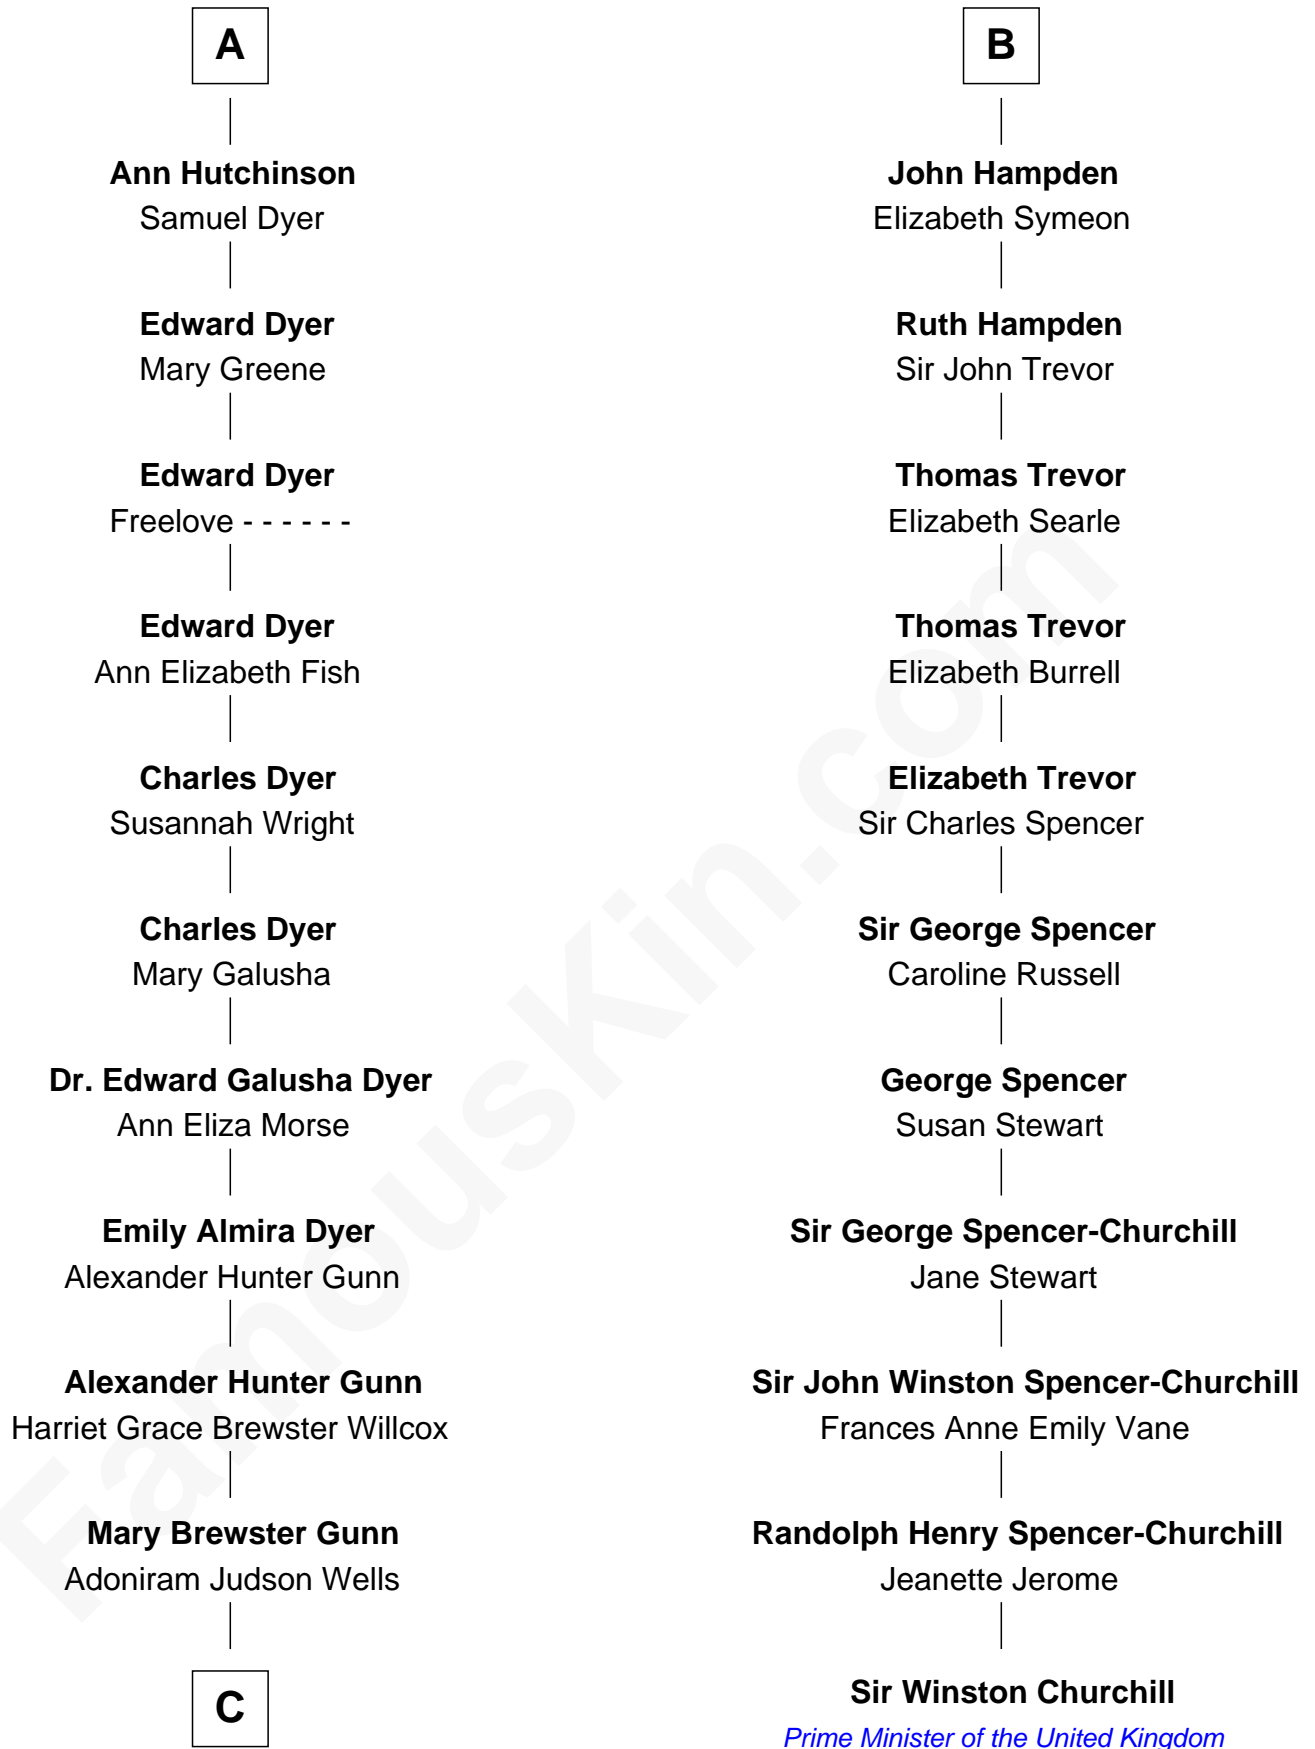 A
Ann Hutchinson
Samuel Dyer
Edward Dyer
Mary Greene
Edward Dyer
Freelove - - - - - -
Edward Dyer
Ann Elizabeth Fish
Charles Dyer
Susannah Wright
Charles Dyer
Mary Galusha
Dr. Edward Galusha Dyer
Ann Eliza Morse
Emily Almira Dyer
Alexander Hunter Gunn
Alexander Hunter Gunn
Harriet Grace Brewster Willcox
Mary Brewster Gunn
Adoniram Judson Wells
C
B
John Hampden
Elizabeth Symeon
Ruth Hampden
Sir John Trevor
Thomas Trevor
Elizabeth Searle
Thomas Trevor
Elizabeth Burrell
Elizabeth Trevor
Sir Charles Spencer
Sir George Spencer
Caroline Russell
George Spencer
Susan Stewart
Sir George Spencer-Churchill
Jane Stewart
Sir John Winston Spencer-Churchill
Frances Anne Emily Vane
Randolph Henry Spencer-Churchill
Jeanette Jerome
Sir Winston Churchill
Prime Minister of the United Kingdom
FamousKin.com